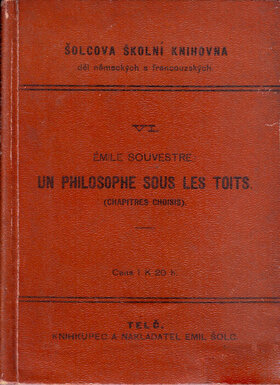 ŠOLCOVA ŠKOLNÍ KNIHOVNA
děl německých a francouzských.
VI.
ÉMILE SOUVESTRE.
UN PHILOSOPHE SOUS LES TOITS.
(CHAPITRES CHOISIS).
Cena 1 K 20 h.
TELČ.
KNIHKUPEC A NAKLADATEL EMIL ŠOLC.